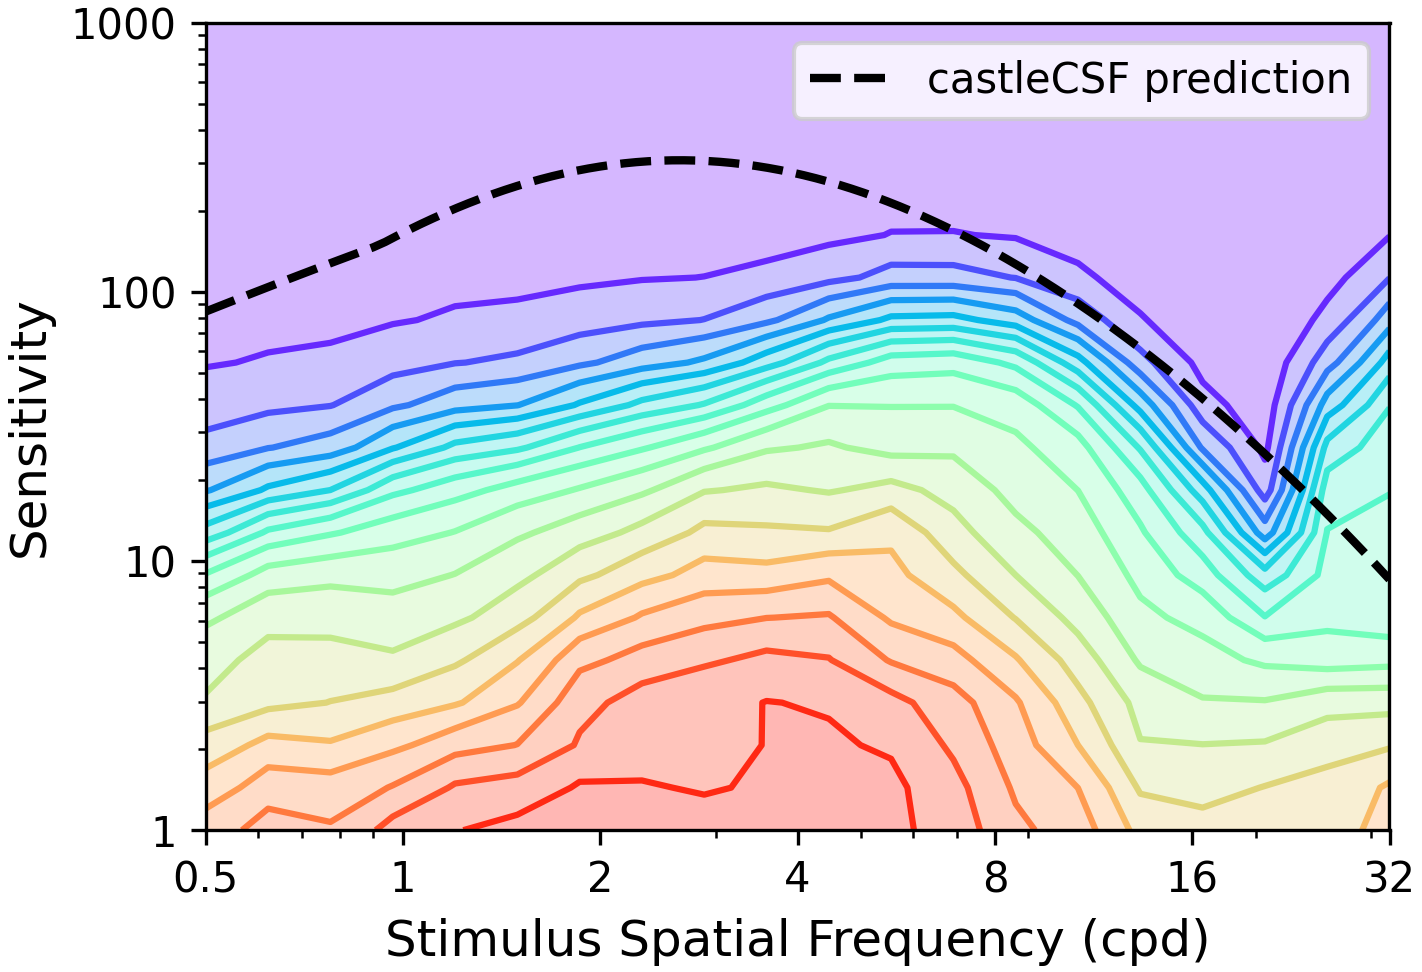 1000
100
10
1
Sensitivity
castleCSF prediction
0.5 1 2 4 8 16 32
Stimulus Spatial Frequency (cpd)